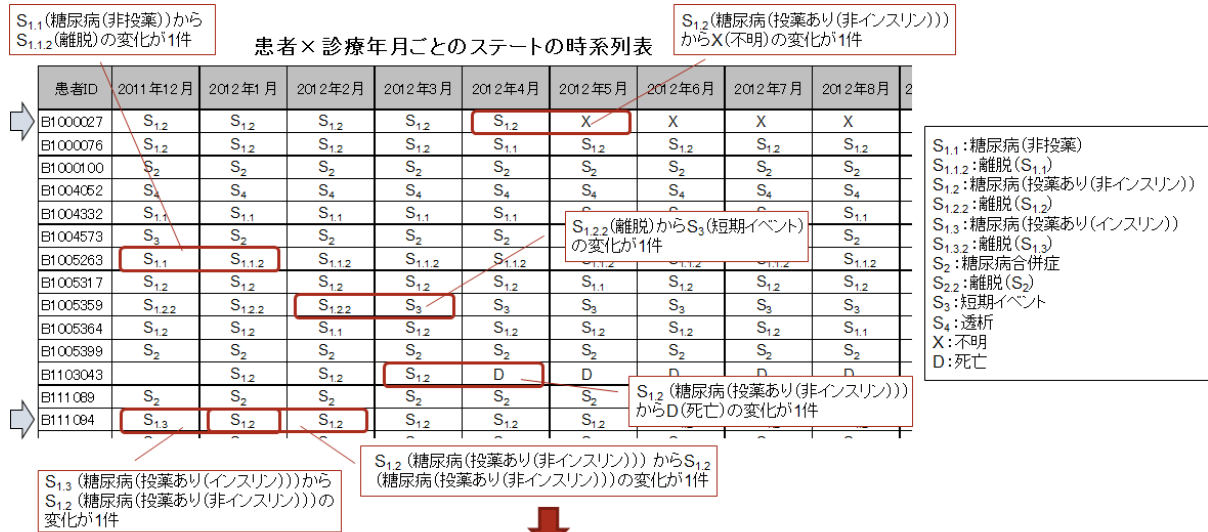 S1.1(糖尿病(非投薬))から
S1.1.2(離脱)の変化が1件
S1.2(糖尿病(投薬あり(非インスリン)))
からX(不明)の変化が1件
患者×診療年月ごとのステートの時系列表
患者ID 2011年12月 2012年1月 2012年2月 2012年3月 2012年4月 2012年5月 2012年6月 2012年7月 2012年8月 2
B1000027 S1.2 S1.2 S1.2 S1.2 S1.2 X X X X
B1000076 S1.2 S1.2 S1.2 S1.2 S1.1 S1.2 S1.2 S1.2 S1.2
B1000100 S2 S2 S2 S2 S2 S2 S2 S2 S2
B1004052 S4 S4 S4 S4 S4 S4 S4 S4 S4
B1004332 S1.1 S1.1 S1.1 S1.1 S1.1
B1004573 S3 S2 S2 S2 S2 S2
B1005263 S1.1 S1.1.2 S1.1.2 S1.1.2 S1.1.2 S1.1.2 S1.1.2 S1.1.2 S1.1.2
B1005317 S1.2 S1.2 S1.2 S1.2 S1.2 S1.1 S1.2 S1.2 S1.2
B1005359 S1.2.2 S1.2.2 S1.2.2 S3 S3 S3 S3 S3 S3
B1005364 S1.2 S1.2 S1.1 S1.2 S1.2 S1.2 S1.2 S1.2 S1.1
B1005399 S2 S2 S2 S2 S2 S2 S2 S2 S2
B1103043 S1.2 S1.2 S1.2 D D D D D
B111089 S2 S2 S2 S2 S2 S2
B111094 S1.3 S1.2 S1.2 S1.2 S1.2 S1.2
S1.2.2(離脱)からS3(短期イベント)
の変化が1件
S1.2 (糖尿病(投薬あり(非インスリン)))
からD(死亡)の変化が1件
S1.3 (糖尿病(投薬あり(インスリン)))から
S1.2 (糖尿病(投薬あり(非インスリン)))の
変化が1件
S1.2 (糖尿病(投薬あり(非インスリン))) からS1.2
(糖尿病(投薬あり(非インスリン)))の変化が1件
S1.1:糖尿病(非投薬)
S1.1.2:離脱(S1.1)
S1.2:糖尿病(投薬あり(非インスリン))
S1.2.2:離脱(S1.2)
S1.3:糖尿病(投薬あり(インスリン))
S1.3.2:離脱(S1.3)
S2:糖尿病合併症
S2.2:離脱(S2)
S3:短期イベント
S4:透析
X:不明
D:死亡